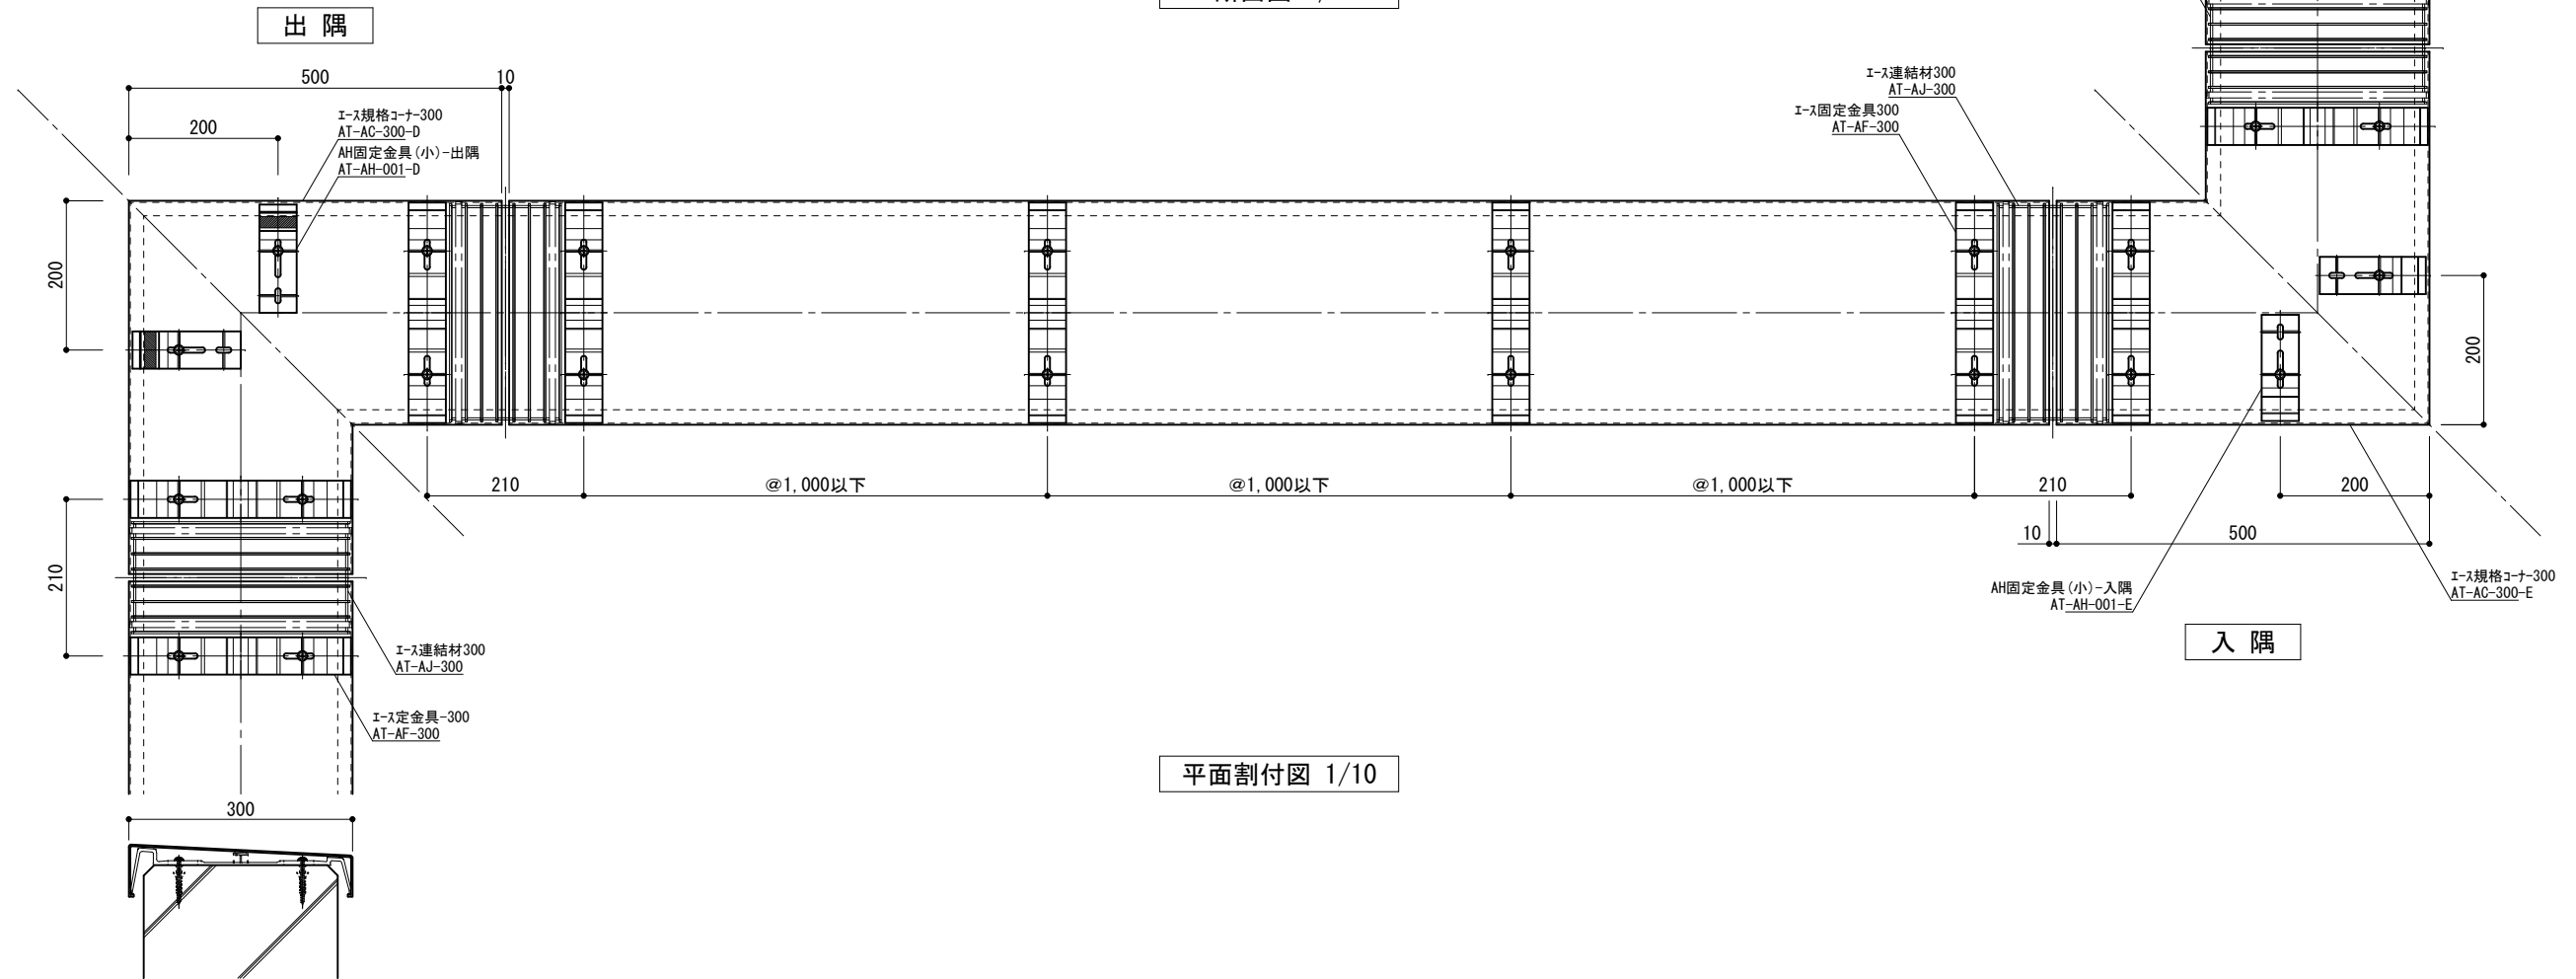 出 隅
500
10
200
エース規格コーナー300
AT-AC-300-D
AH固定金具(小)-出隅
AT-AH-001-D
エース連結材300
AT-AJ-300
エース固定金具300
AT-AF-300
200
200
210
@1,000以下
@1,000以下
@1,000以下
210
200
10
500
210
AH固定金具(小)-入隅
AT-AH-001-E
エース規格コーナー300
AT-AC-300-E
入 隅
エース連結材300
AT-AJ-300
エース定金具-300
AT-AF-300
平面割付図 1/10
300